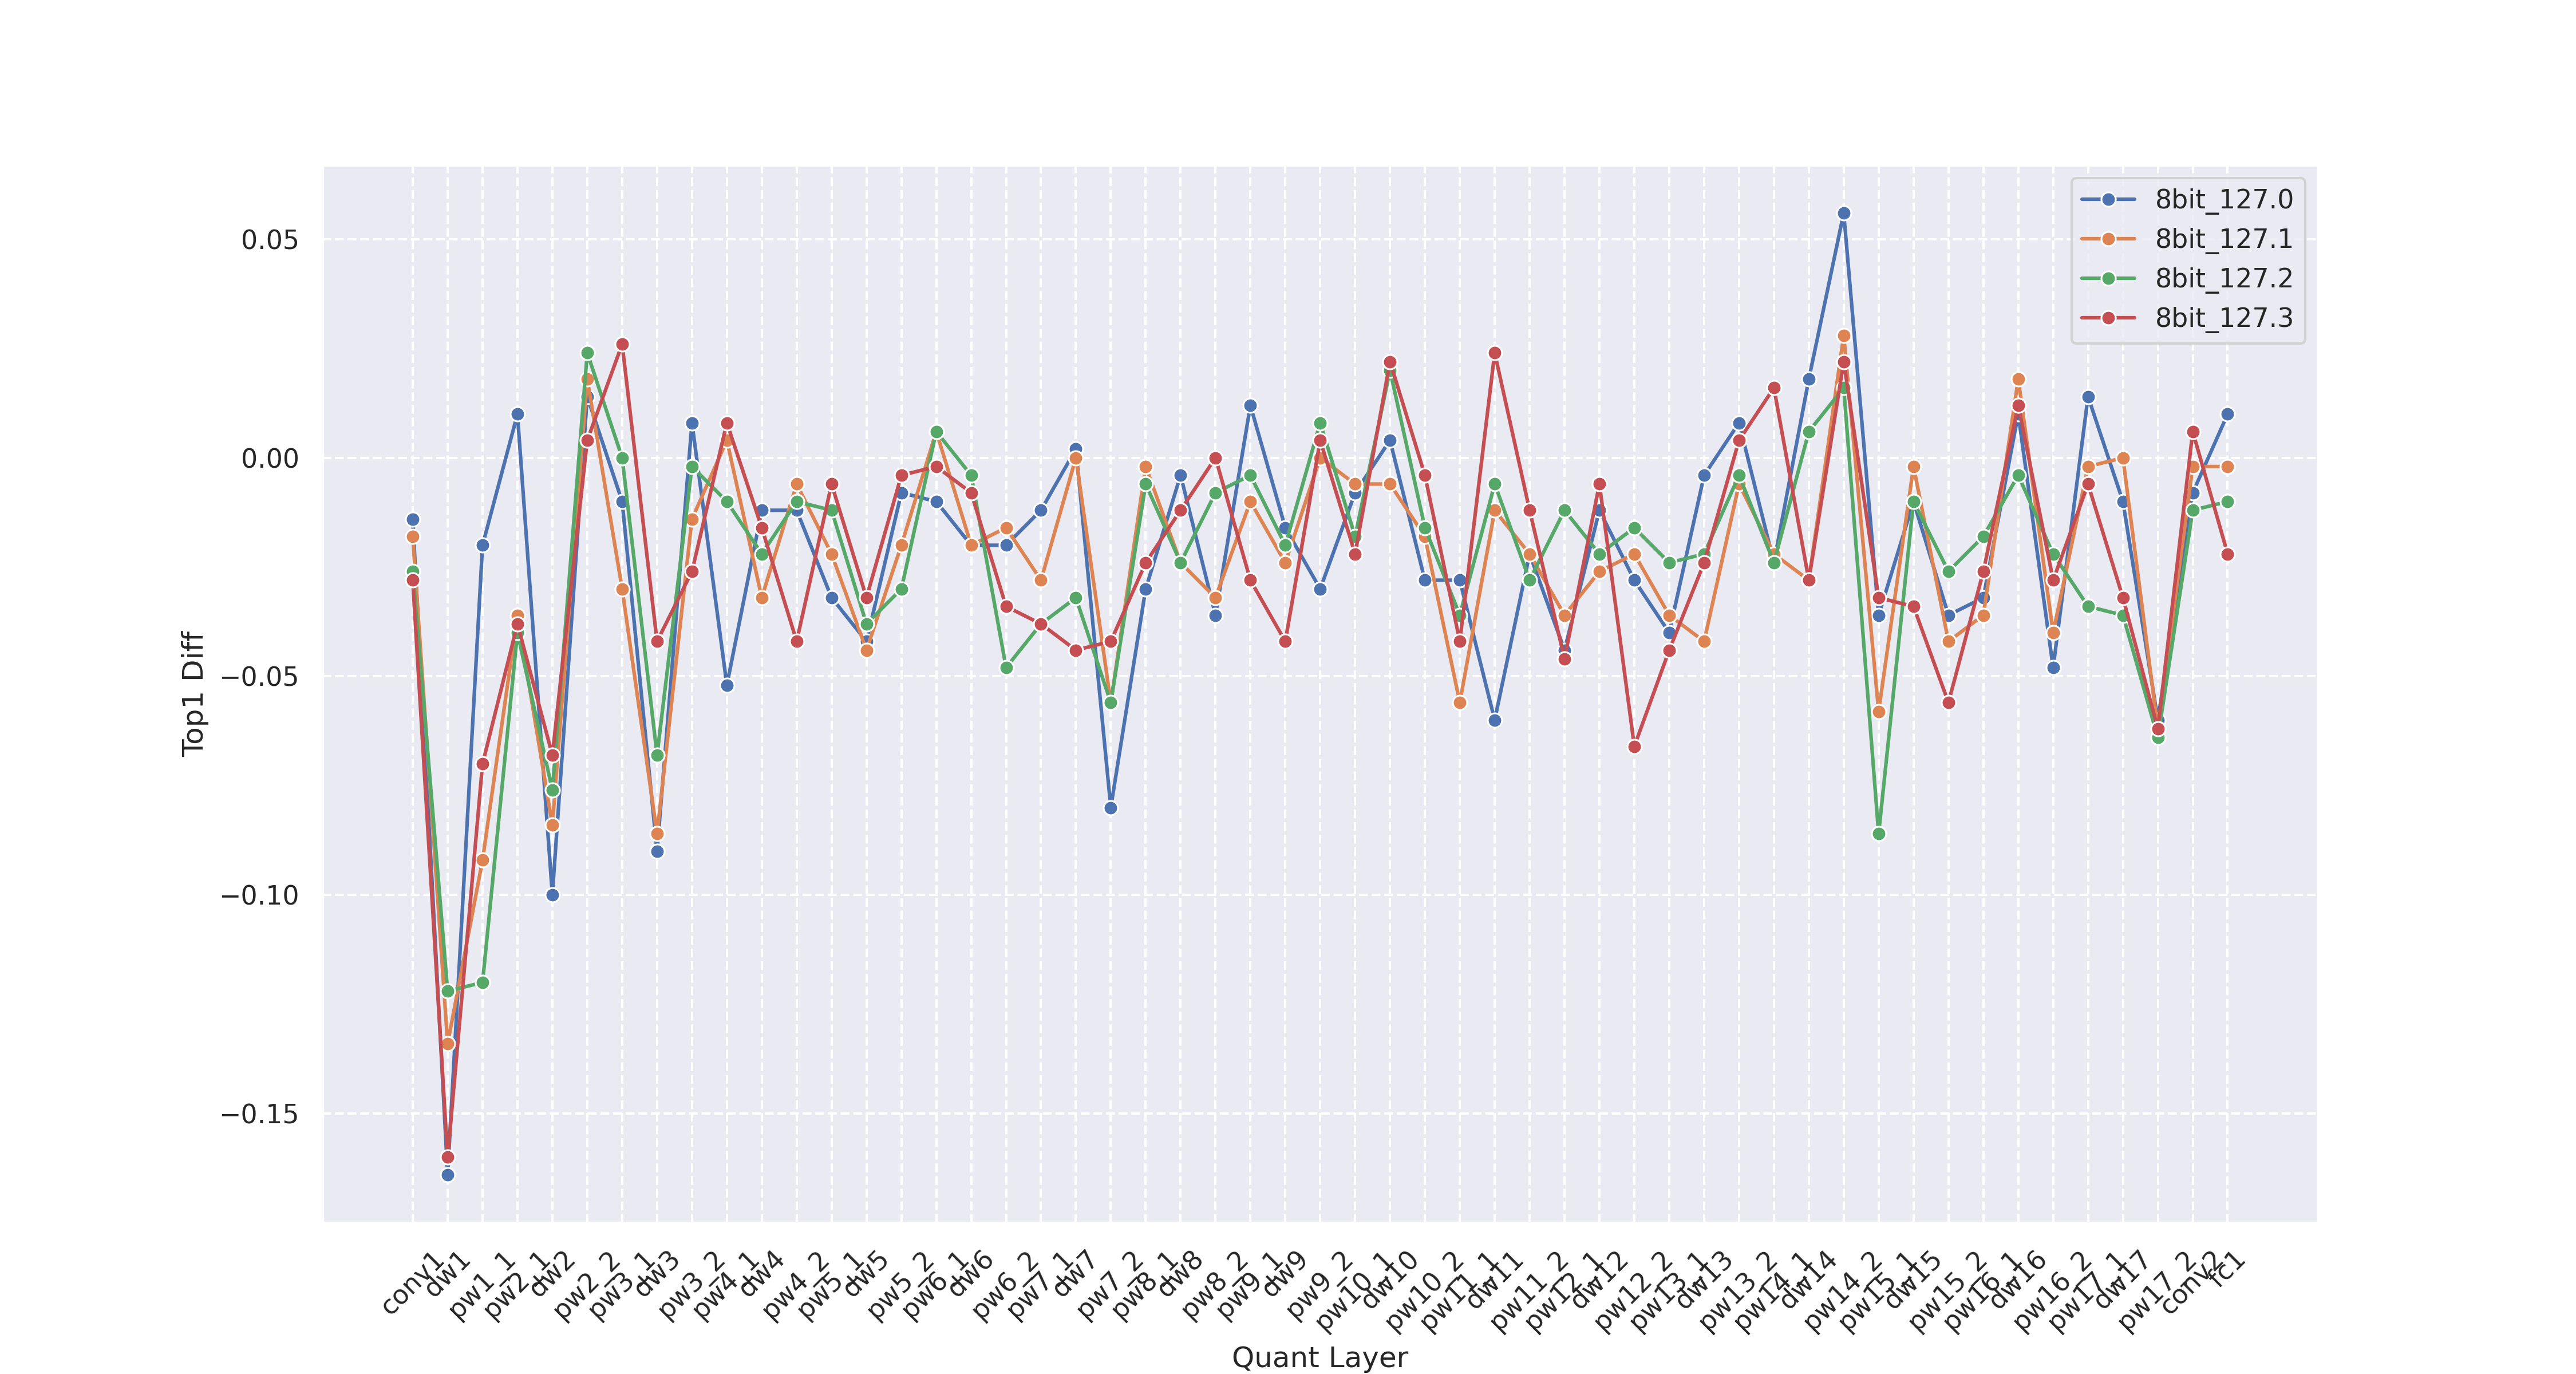 8bit_127.0
8bit_127.1
8bit_127.2
8bit_127.3
0.05
0.00
−0.05
−0.10
−0.15
Top1 Diff
conv1
dw1
pw1_1
pw2_1
dw2
pw2_2
pw3_1
dw3
pw3_2
pw4_1
dw4
pw4_2
pw5_1
dw5
pw5_2
pw6_1
dw6
pw6_2
pw7_1
dw7
pw7_2
pw8_1
dw8
pw8_2
pw9_1
dw9
pw9_2
pw10_1
dw10
pw10_2
pw11_1
dw11
pw11_2
pw12_1
dw12
pw12_2
pw13_1
dw13
pw13_2
pw14_1
dw14
pw14_2
pw15_1
dw15
pw15_2
pw16_1
dw16
pw16_2
pw17_1
dw17
pw17_2
conv2
fc1
Quant Layer